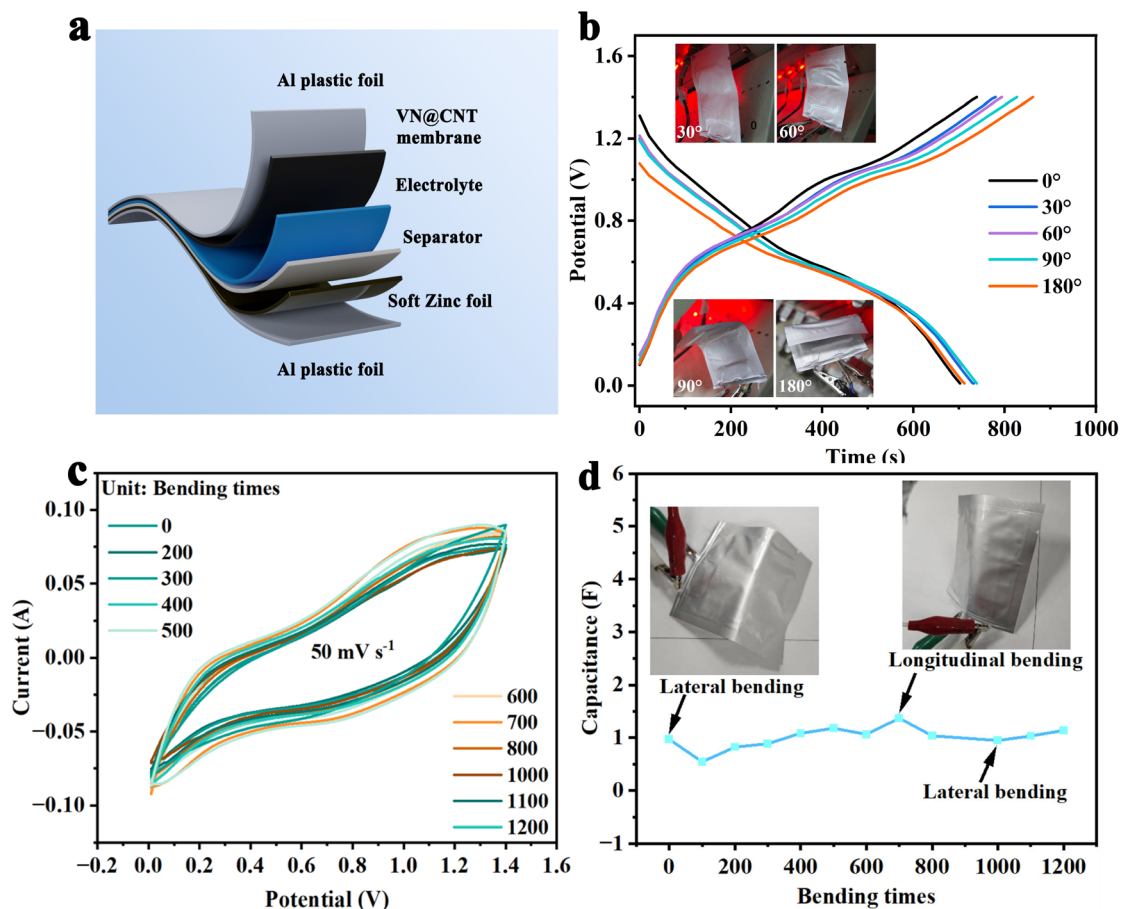 a
Al plastic foil
VN@CNT
membrane
Electrolyte
Separator
Soft Zinc foil
Al plastic foil
b
Potential (V)
1.6
1.2
0.8
0.4
0.0
30°
0
60°
90°
180°
0°
30°
60°
90°
180°
0 200 400 600 800 1000
Time (s)
c
Unit: Bending times
Current (A)
0.10
0.05
0.00
−0.05
−0.10
0
200
300
400
500
50 mV s⁻¹
600
700
800
1000
1100
1200
−0.2 0.0 0.2 0.4 0.6 0.8 1.0 1.2 1.4 1.6
Potential (V)
d
Capacitance (F)
6
5
4
3
2
1
0
−1
Lateral bending
Longitudinal bending
Lateral bending
0 200 400 600 800 1000 1200
Bending times